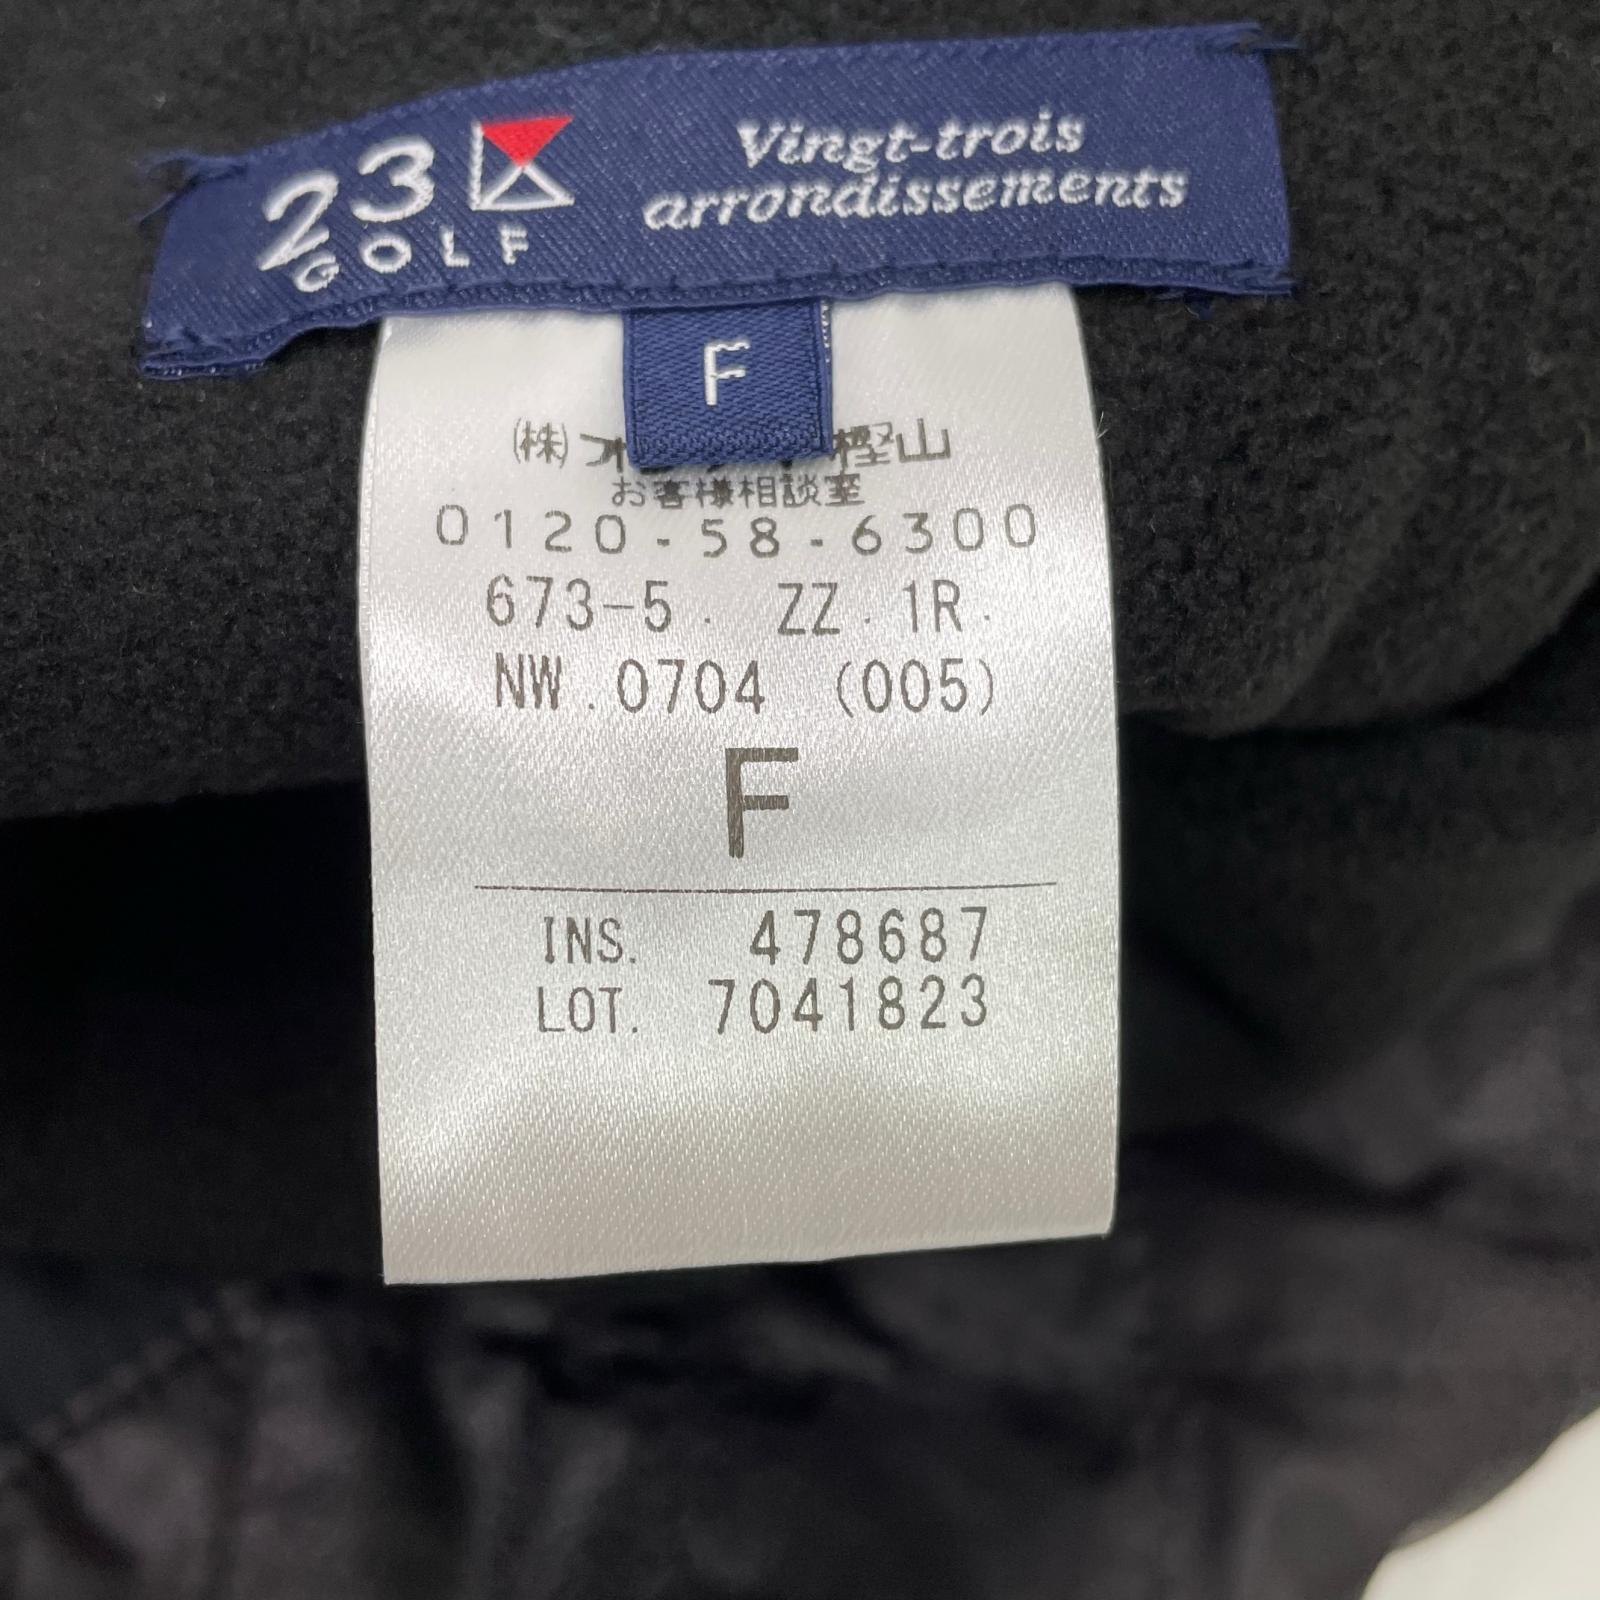 23
GOLF
Vingt-trois
arrondissements
F
(株)オ 樫山
お客様相談室
0120-58-6300
673-5. ZZ. 1R.
NW.0704 (005)
F
INS. 478687
LOT. 7041823